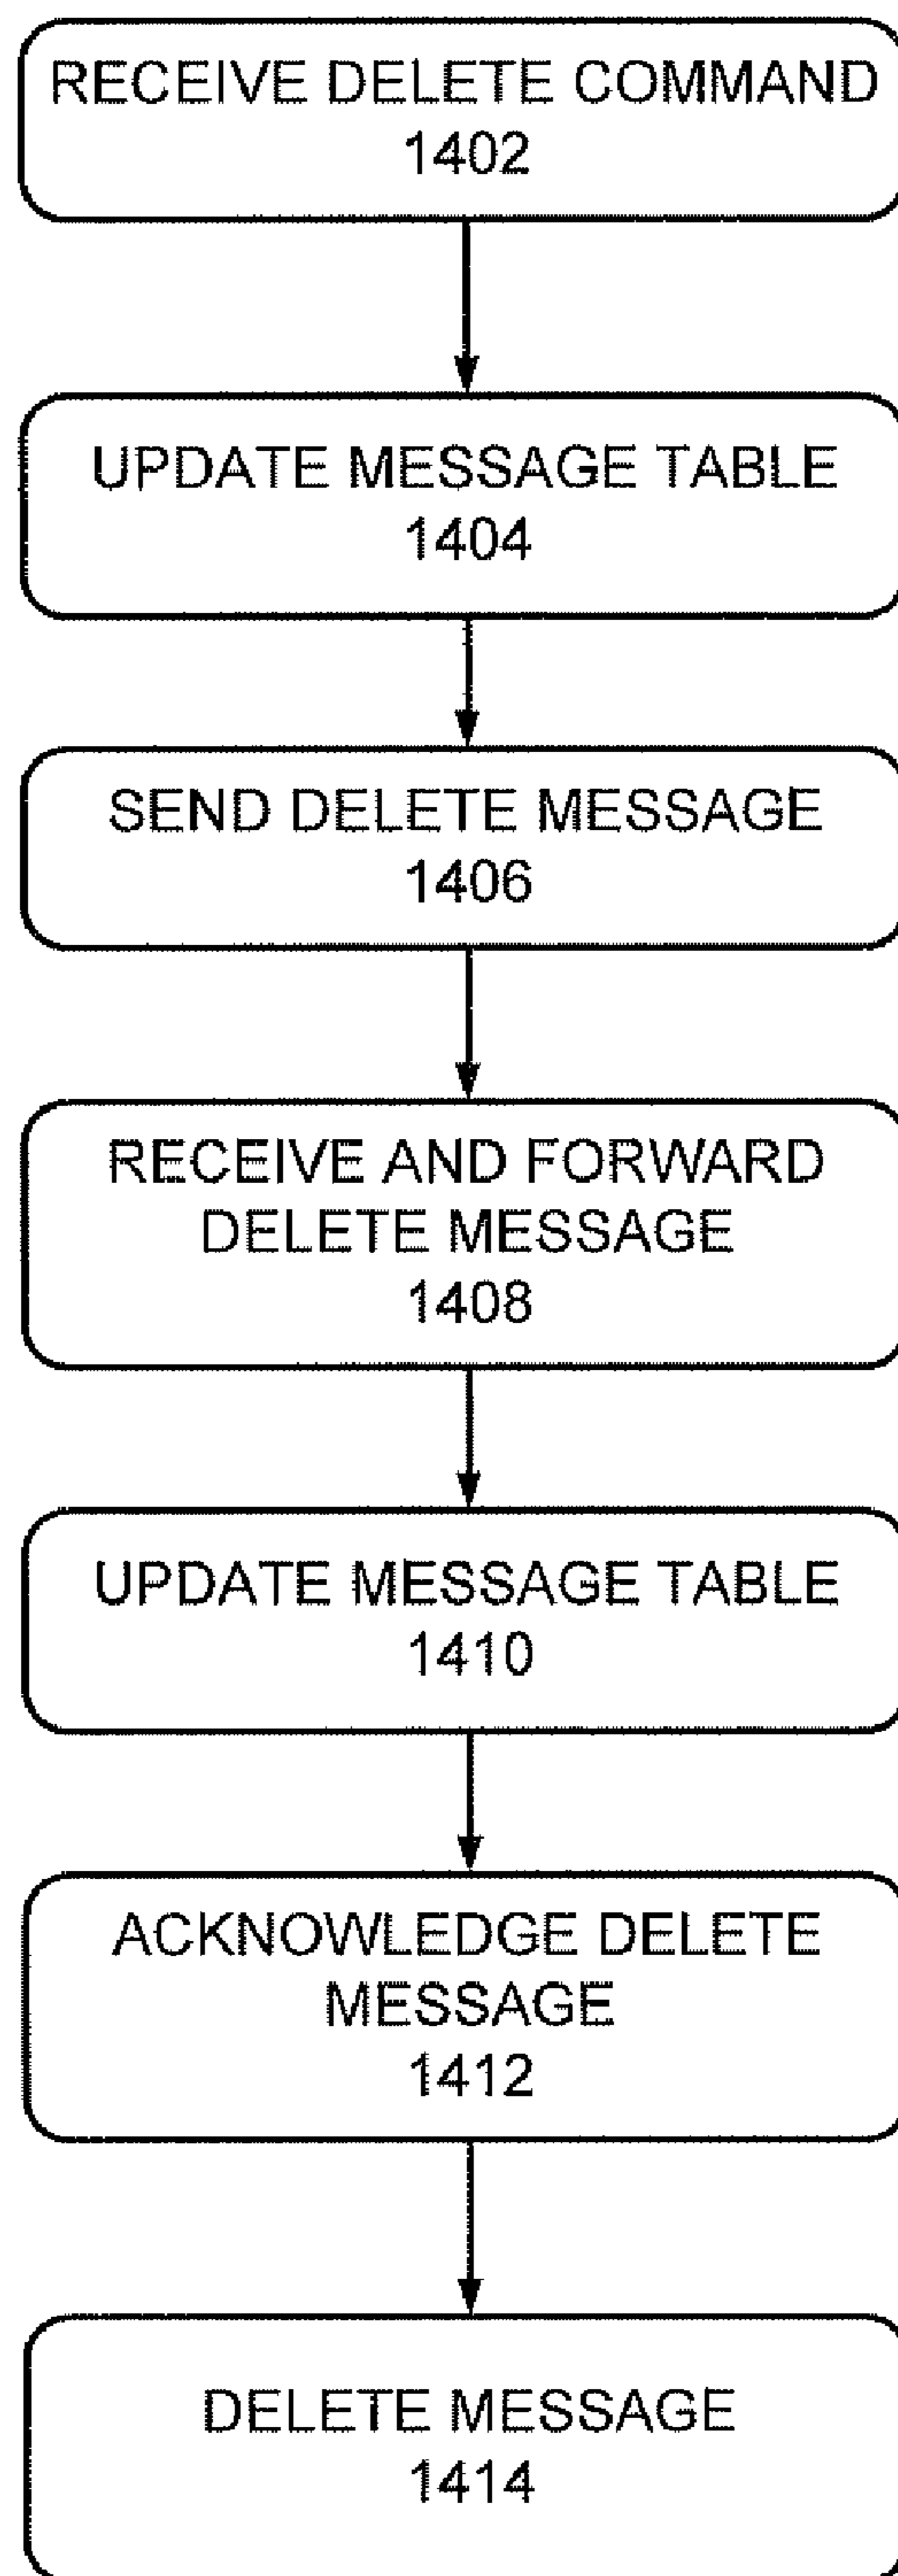 RECEIVE DELETE COMMAND
1402
UPDATE MESSAGE TABLE
1404
SEND DELETE MESSAGE
1406
RECEIVE AND FORWARD
DELETE MESSAGE
1408
UPDATE MESSAGE TABLE
1410
ACKNOWLEDGE DELETE
MESSAGE
1412
DELETE MESSAGE
1414